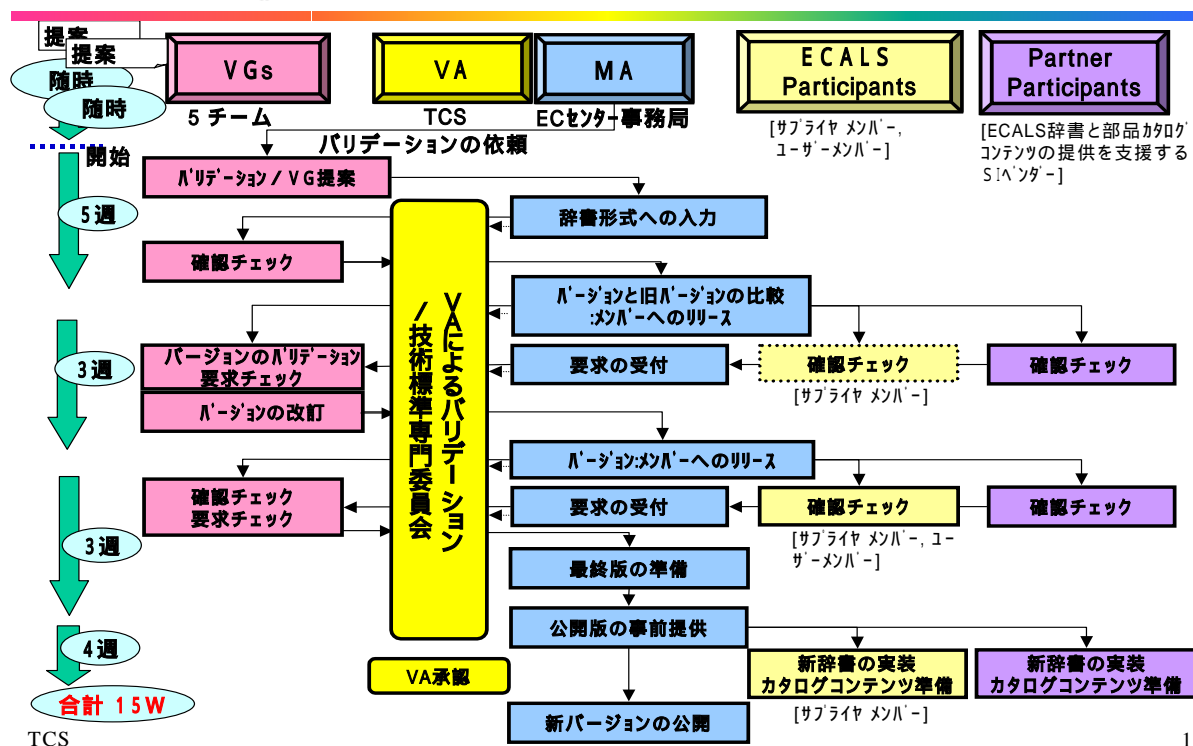 提案
提案
随時
随時
VGs
VA
MA
ECALS
Participants
Partner
Participants
5 チーム
TCS
ECセンター事務局
[サプライヤ メンバー,
ユーザーメンバー]
[ECALS辞書と部品カタログ
コンテンツの提供を支援する
SIベンダー]
開始
バリデーションの依頼
バリデーション / VG提案
5週
辞書形式への入力
確認チェック
VAによるバリデーション
/技術標準専門委員会
バージョンと旧バージョンの比較
:メンバーへのリリース
3週
バージョンのバリデーション
要求チェック
要求の受付
確認チェック
確認チェック
[サプライヤ メンバー]
バージョンの改訂
バージョン:メンバーへのリリース
確認チェック
要求チェック
要求の受付
確認チェック
確認チェック
[サプライヤ メンバー, ユー
ザーメンバー]
3週
最終版の準備
公開版の事前提供
4週
VA承認
新辞書の実装
カタログコンテンツ準備
新辞書の実装
カタログコンテンツ準備
[サプライヤ メンバー]
合計 15W
新バージョンの公開
TCS
1